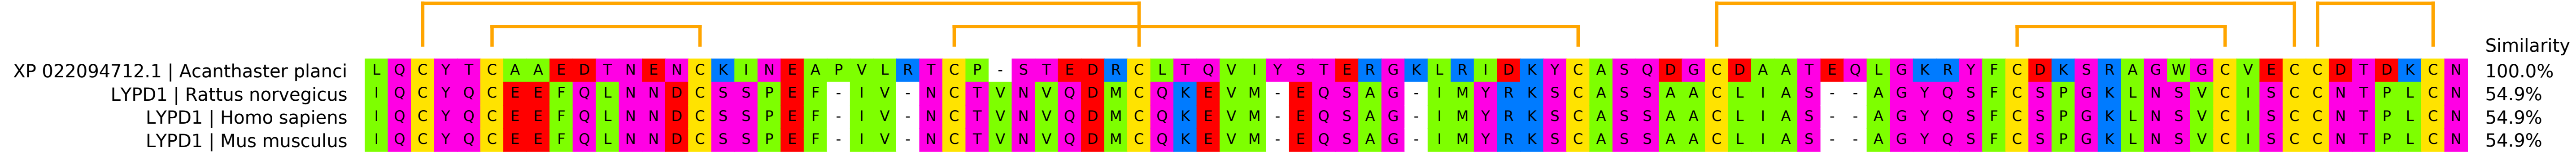 Similarity
XP 022094712.1 | Acanthaster planci L Q C Y T C A A E D T N E N C K I N E A P V L R T C P - S T E D R C L T Q V I Y S T E R G K L R I D K Y C A S Q D G C D A A T E Q L G K R Y F C D K S R A G W G C V E C C D T D K C N 100.0%
LYPD1 | Rattus norvegicus I Q C Y Q C E E F Q L N N D C S S P E F - I V - N C T V N V Q D M C Q K E V M - E Q S A G - I M Y R K S C A S S A A C L I A S - - A G Y Q S F C S P G K L N S V C I S C C N T P L C N 54.9%
LYPD1 | Homo sapiens I Q C Y Q C E E F Q L N N D C S S P E F - I V - N C T V N V Q D M C Q K E V M - E Q S A G - I M Y R K S C A S S A A C L I A S - - A G Y Q S F C S P G K L N S V C I S C C N T P L C N 54.9%
LYPD1 | Mus musculus I Q C Y Q C E E F Q L N N D C S S P E F - I V - N C T V N V Q D M C Q K E V M - E Q S A G - I M Y R K S C A S S A A C L I A S - - A G Y Q S F C S P G K L N S V C I S C C N T P L C N 54.9%